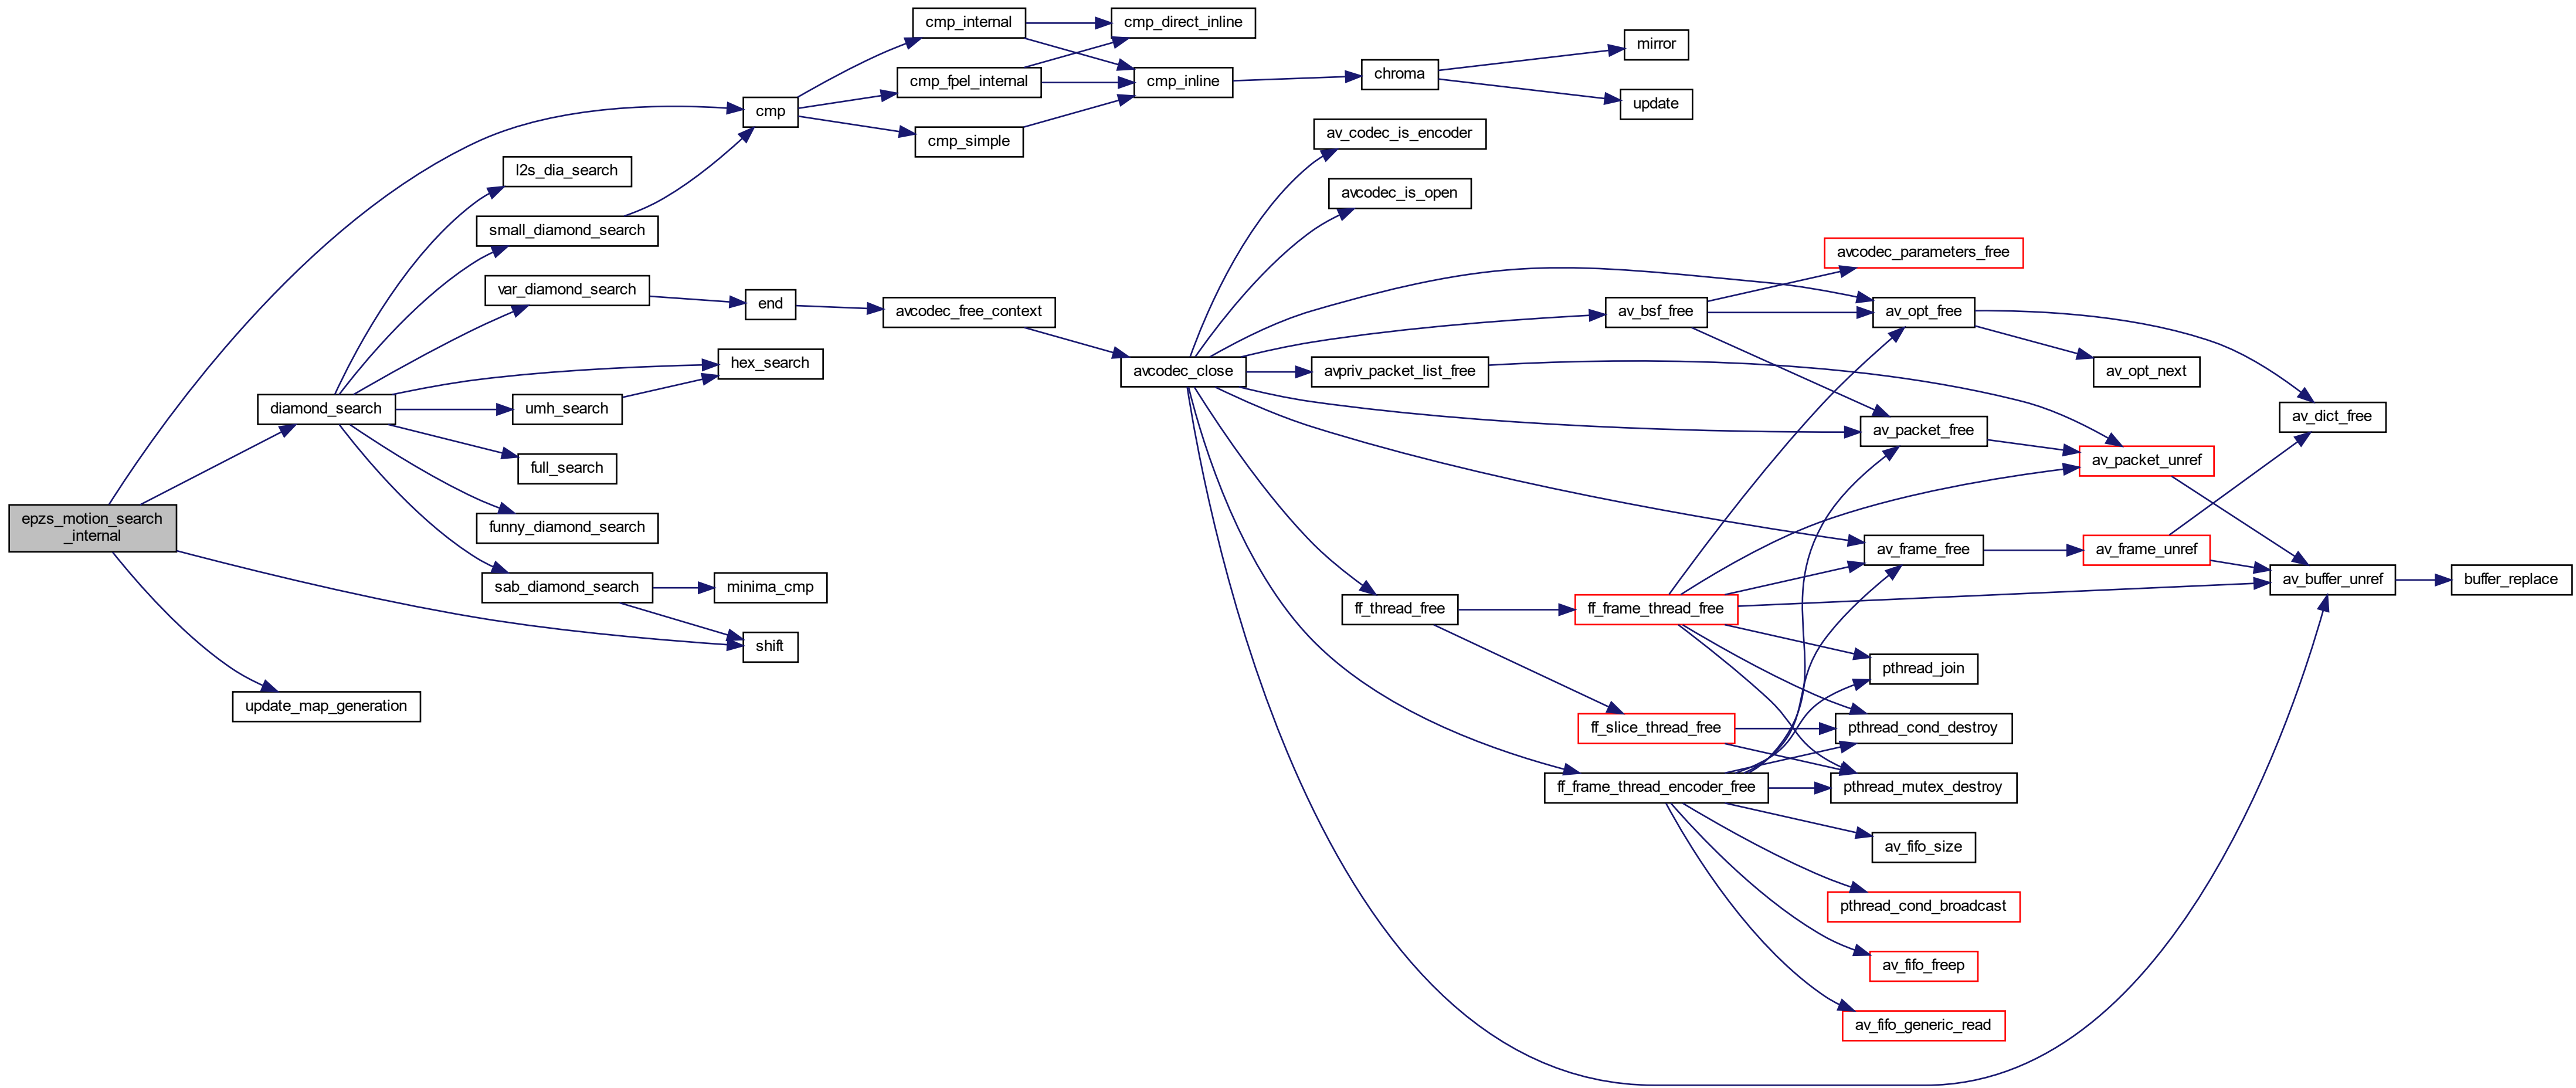 epzs_motion_search
_internal
cmp
diamond_search
shift
update_map_generation
l2s_dia_search
small_diamond_search
var_diamond_search
hex_search
umh_search
full_search
funny_diamond_search
sab_diamond_search
minima_cmp
end
cmp_internal
cmp_fpel_internal
cmp_simple
cmp_direct_inline
cmp_inline
chroma
mirror
update
avcodec_free_context
avcodec_close
av_codec_is_encoder
avcodec_is_open
av_bsf_free
avpriv_packet_list_free
ff_thread_free
ff_frame_thread_free
ff_slice_thread_free
ff_frame_thread_encoder_free
avcodec_parameters_free
av_opt_free
av_opt_next
av_dict_free
av_packet_free
av_packet_unref
av_frame_free
av_frame_unref
av_buffer_unref
buffer_replace
pthread_join
pthread_cond_destroy
pthread_mutex_destroy
av_fifo_size
pthread_cond_broadcast
av_fifo_freep
av_fifo_generic_read